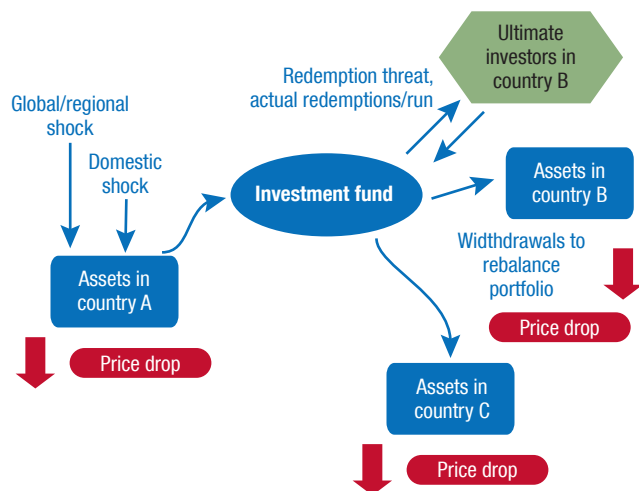 Ultimate
investors in
country B
Redemption threat,
actual redemptions/run
Global/regional
shock
Domestic
shock
Investment fund
Assets in
country B
Widthdrawals to
rebalance
portfolio
Assets in
country A
Price drop
Price drop
Assets in
country C
Price drop